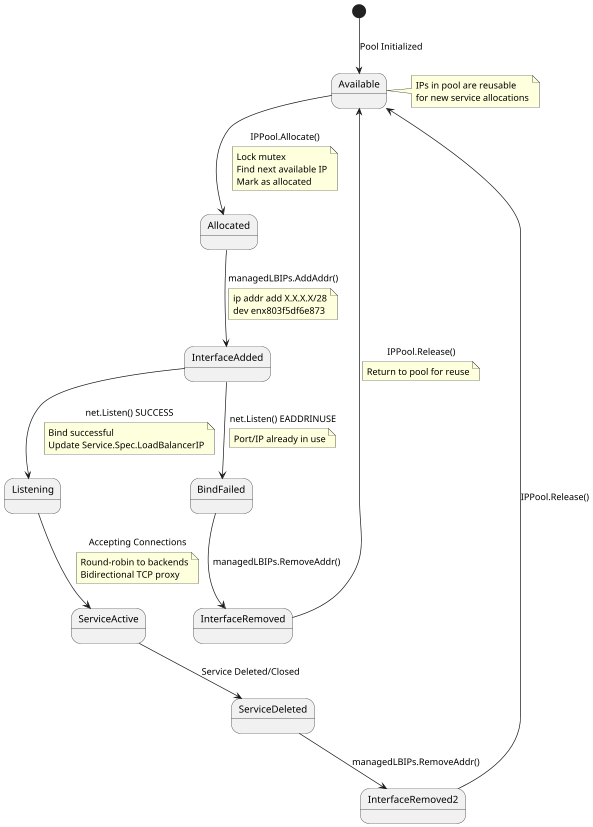 Pool Initialized
Available
IPs in pool are reusable
for new service allocations
IPPool.Allocate()
Lock mutex
Find next available IP
Mark as allocated
Allocated
managedLBIPs.AddAddr()
ip addr add X.X.X.X/28
dev enx803f5df6e873
InterfaceAdded
IPPool.Release()
Return to pool for reuse
net.Listen() SUCCESS
Bind successful
Update Service.Spec.LoadBalancerIP
net.Listen() EADDRINUSE
Port/IP already in use
Listening
BindFailed
IPPool.Release()
Accepting Connections
Round-robin to backends
Bidirectional TCP proxy
managedLBIPs.RemoveAddr()
ServiceActive
InterfaceRemoved
Service Deleted/Closed
ServiceDeleted
managedLBIPs.RemoveAddr()
InterfaceRemoved2